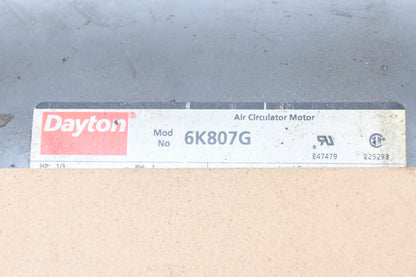 Air Circulator Motor
Dayton®
Mod No 6K807G
E47479
225293
HP 1/3 PH 1